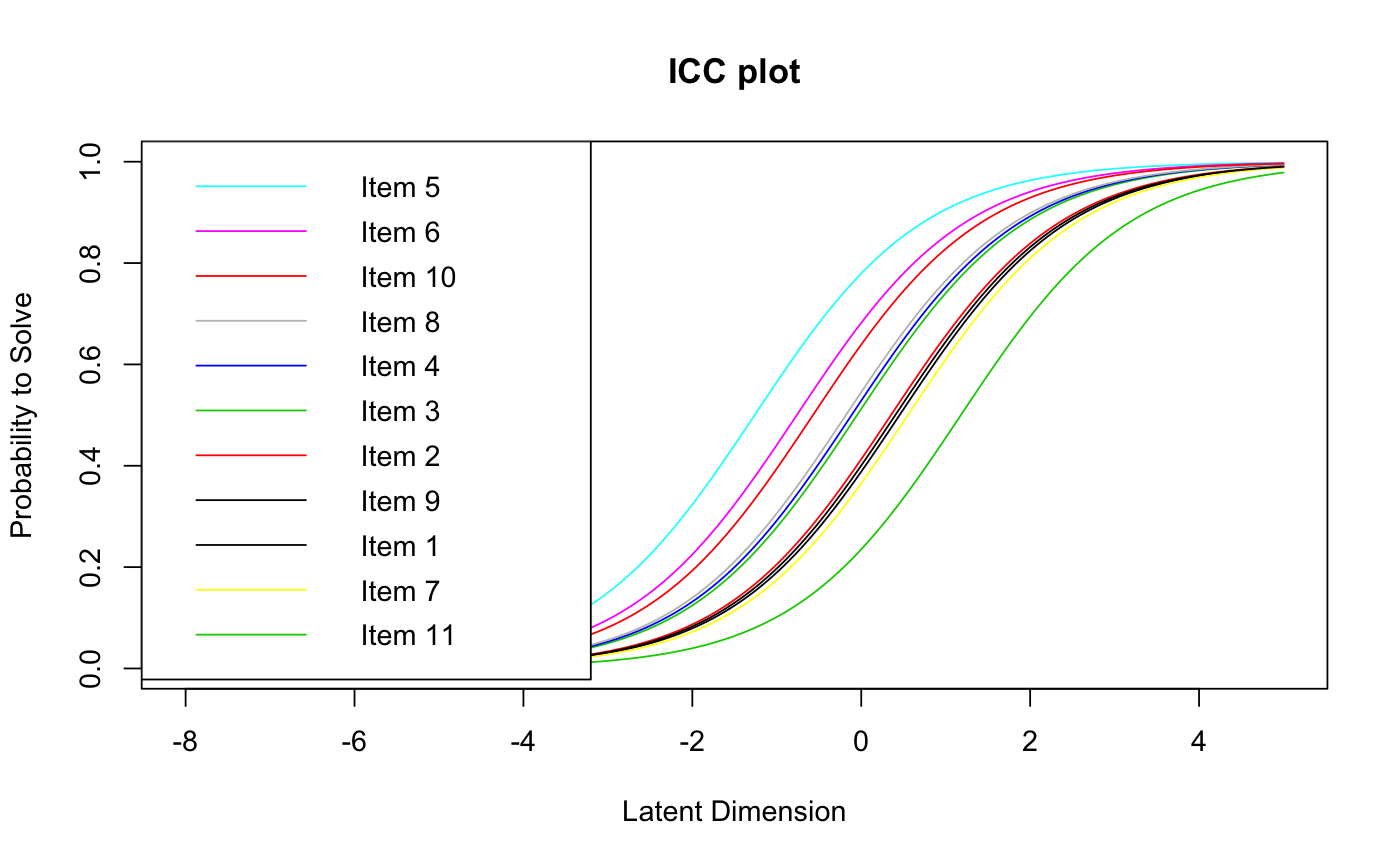 ICC plot
Probability to Solve
1.0
0.8
0.6
0.4
0.2
0.0
Item 5
Item 6
Item 10
Item 8
Item 4
Item 3
Item 2
Item 9
Item 1
Item 7
Item 11
-8 -6 -4 -2 0 2 4
Latent Dimension